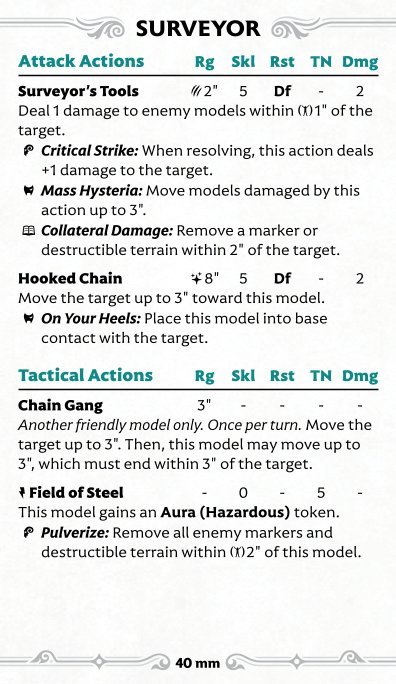 SURVEYOR
Attack Actions Rg Skl Rst TN Dmg
Surveyor's Tools 2" 5 Df - 2
Deal 1 damage to enemy models within 1" of the
target.
Critical Strike: When resolving, this action deals
+1 damage to the target.
Mass Hysteria: Move models damaged by this
action up to 3".
Collateral Damage: Remove a marker or
destructible terrain within 2" of the target.
Hooked Chain 8" 5 Df - 2
Move the target up to 3" toward this model.
On Your Heels: Place this model into base
contact with the target.
Tactical Actions Rg Skl Rst TN Dmg
Chain Gang 3" - - - -
Another friendly model only. Once per turn. Move the
target up to 3". Then, this model may move up to
3", which must end within 3" of the target.
Field of Steel - 0 - 5 -
This model gains an Aura (Hazardous) token.
Pulverize: Remove all enemy markers and
destructible terrain within 2" of this model.
40 mm